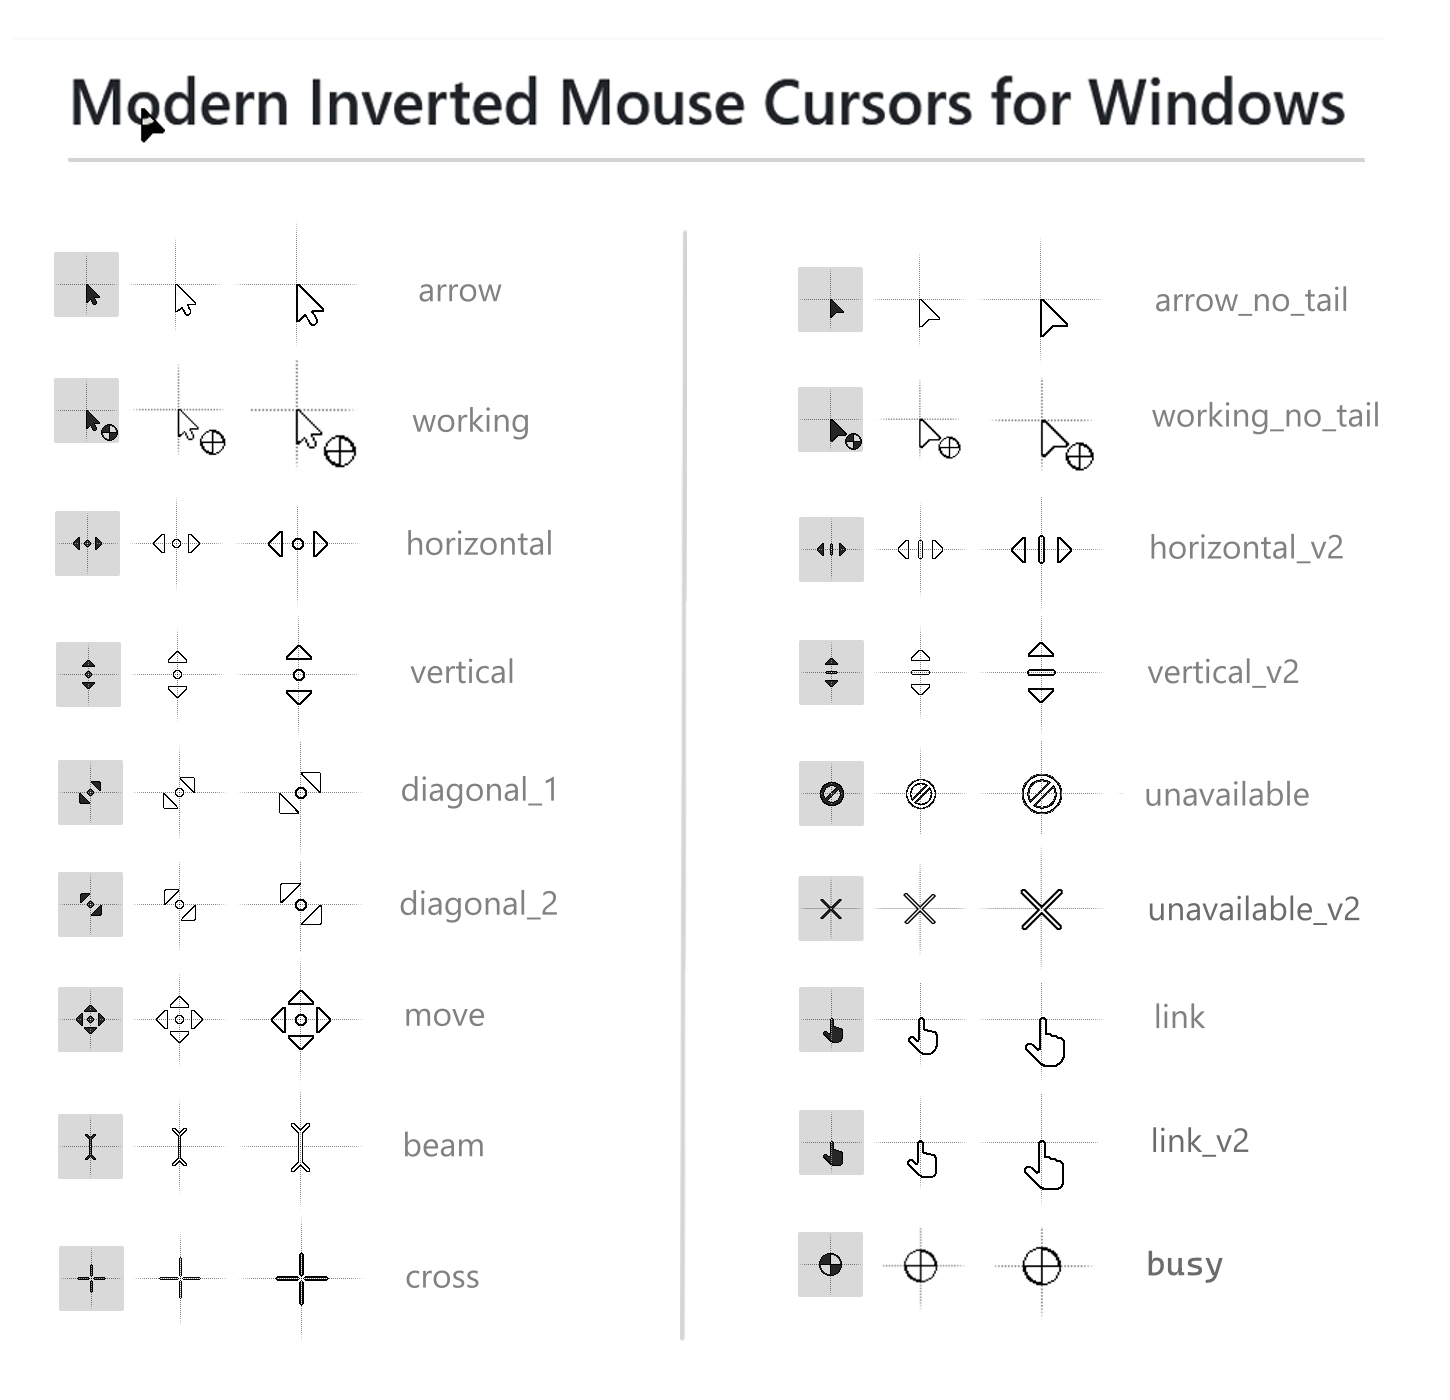 Modern Inverted Mouse Cursors for Windows
arrow
working
horizontal
vertical
diagonal_1
diagonal_2
move
beam
cross
arrow_no_tail
working_no_tail
horizontal_v2
vertical_v2
unavailable
unavailable_v2
link
link_v2
busy